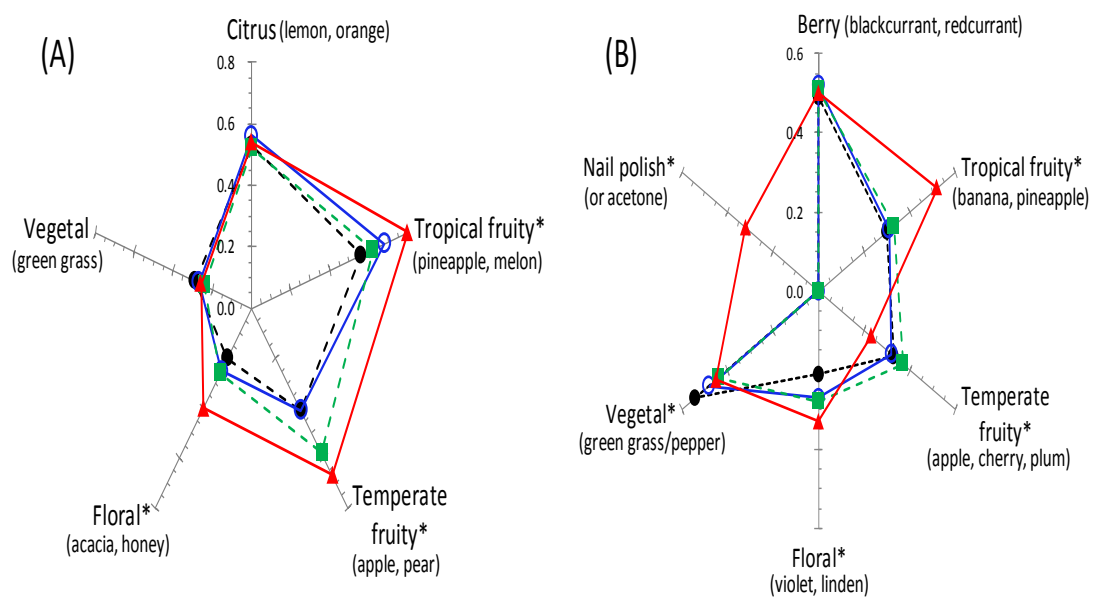 (A)
Citrus (lemon, orange)
0.8
0.6
0.4
0.2
0.0
Tropical fruity*
(pineapple, melon)
Temperate
fruity*
(apple, pear)
Floral*
(acacia, honey)
Vegetal
(green grass)
(B)
Berry (blackcurrant, redcurrant)
0.6
0.4
0.2
0.0
Tropical fruity*
(banana, pineapple)
Temperate
fruity*
(apple, cherry, plum)
Floral*
(violet, linden)
Vegetal*
(green grass/pepper)
Nail polish*
(or acetone)